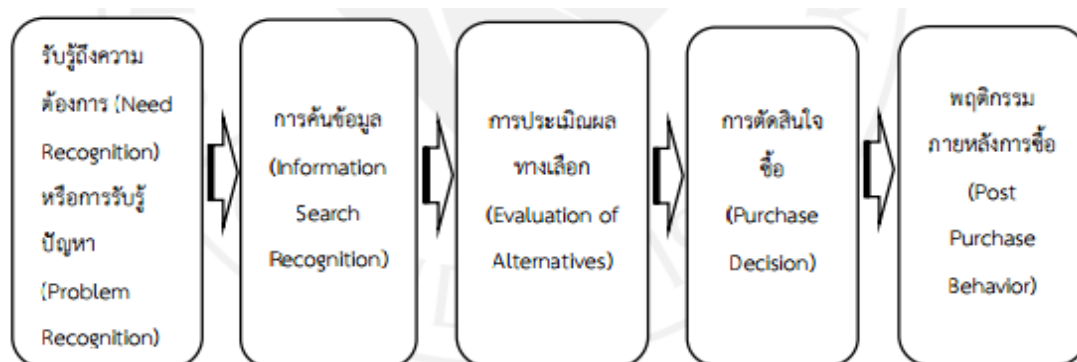 รับรู้ถึงความ
ต้องการ (Need
Recognition)
หรือการรับรู้
ปัญหา
(Problem
Recognition)
การค้นข้อมูล
(Information
Search
Recognition)
การประเมิณผล
ทางเลือก
(Evaluation of
Alternatives)
การตัดสินใจ
ซื้อ
(Purchase
Decision)
พฤติกรรม
ภายหลังการซื้อ
(Post
Purchase
Behavior)